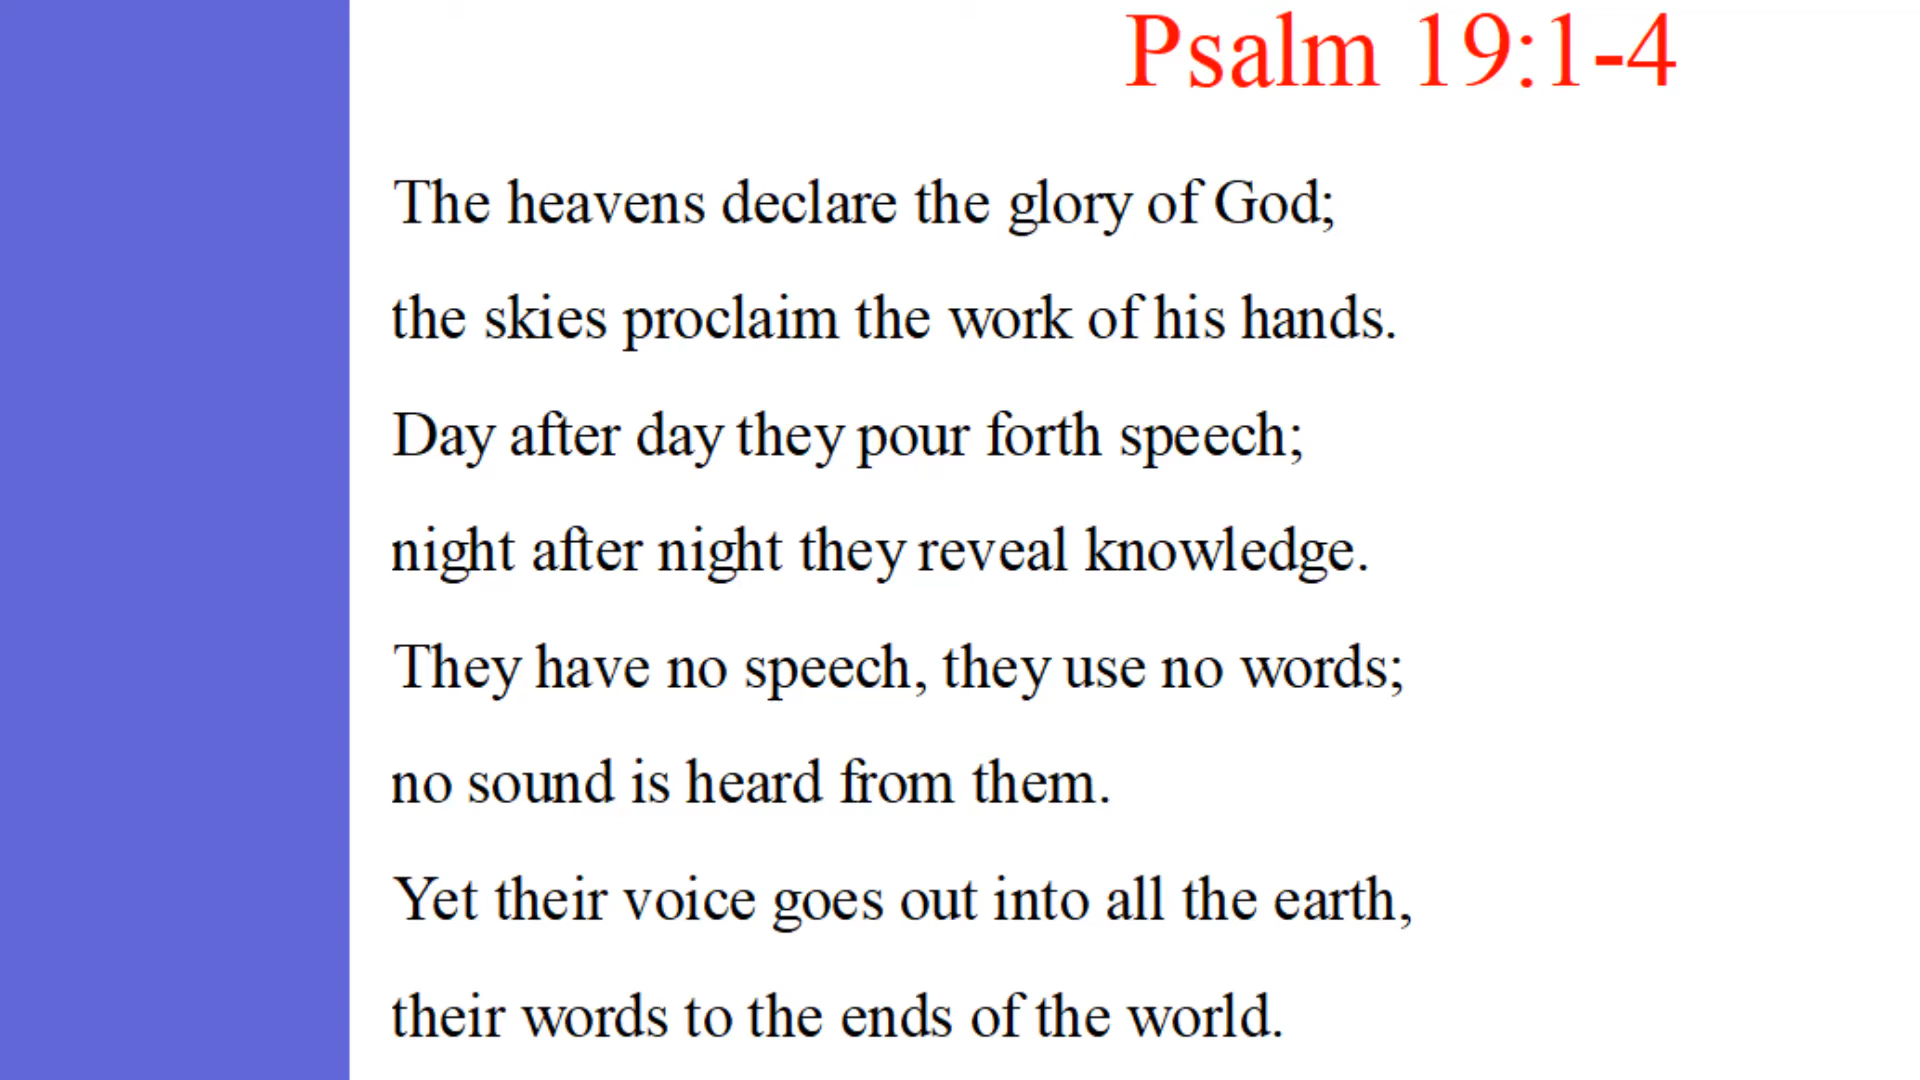 Psalm 19:1-4
The heavens declare the glory of God;
the skies proclaim the work of his hands.
Day after day they pour forth speech;
night after night they reveal knowledge.
They have no speech, they use no words;
no sound is heard from them.
Yet their voice goes out into all the earth,
their words to the ends of the world.